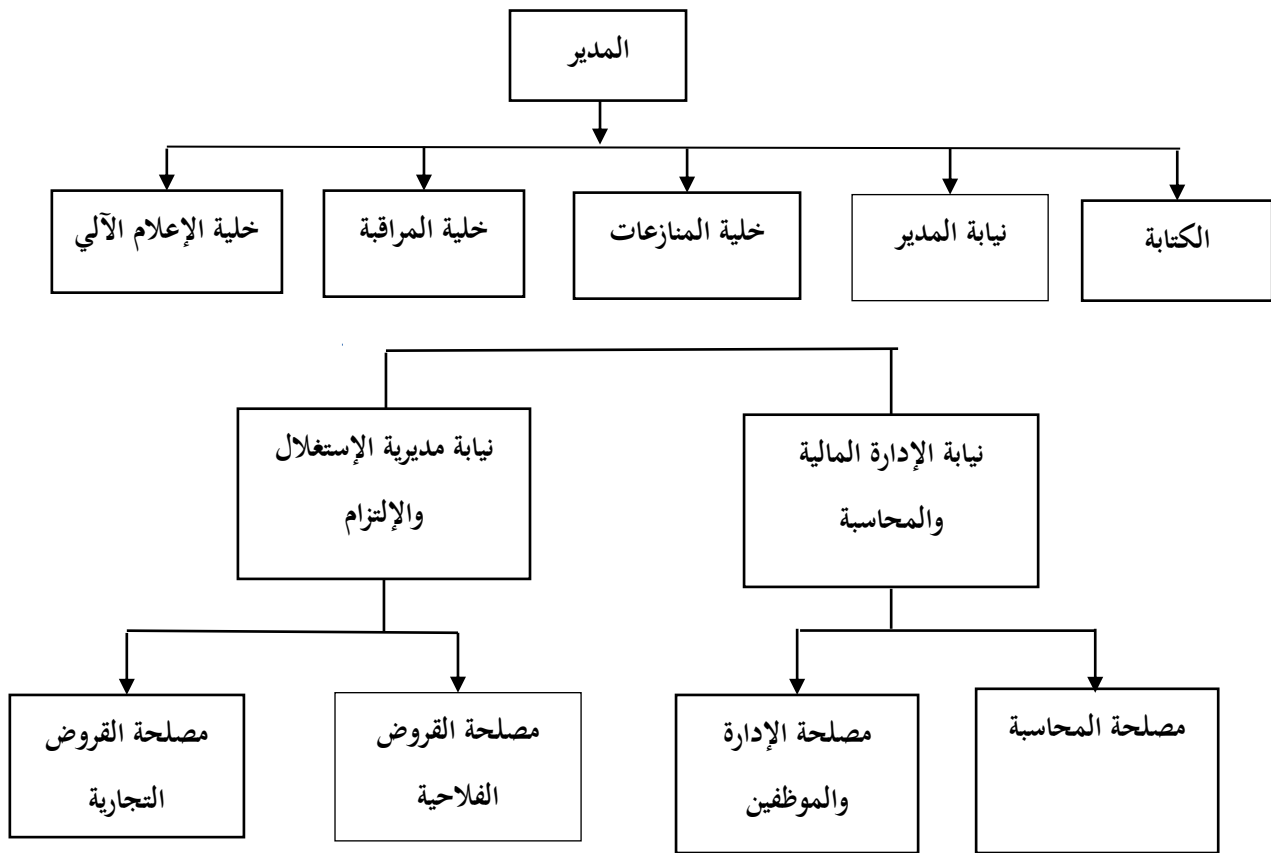 المدير
الكتابة
نيابة المدير
خلية المنازعات
خلية المراقبة
خلية الإعلام الآلي
نيابة الإدارة المالية
والمحاسبة
نيابة مديرية الإستغلال
والإلتزام
مصلحة المحاسبة
مصلحة الإدارة
والموظفين
مصلحة القروض
الفلاحية
مصلحة القروض
التجارية